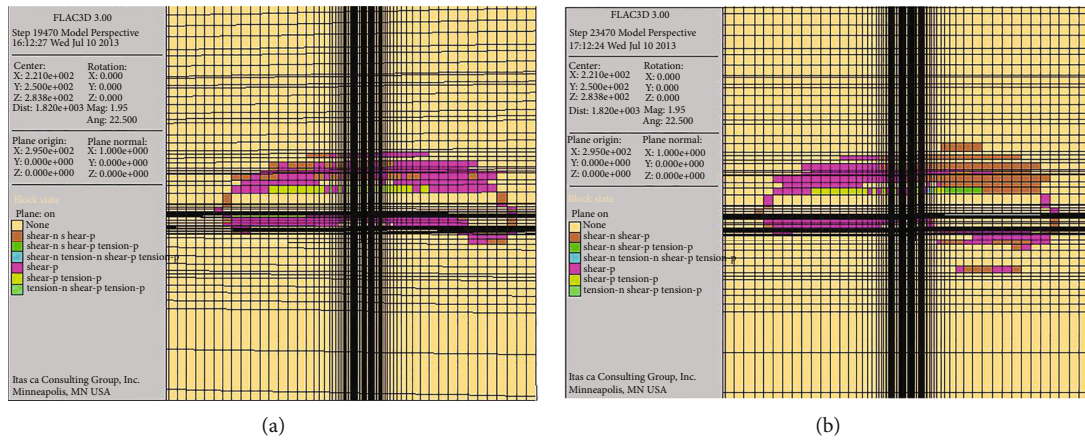 FLAC3D 3.00
Step 19470 Model Perspective
16:12:27 Wed Jul 10 2013
Center: Rotation:
X: 2.210e+002 X: 0.000
Y: 2.500e+002 Y: 0.000
Z: 2.838e+002 Z: 0.000
Dist: 1.820e+003 Mag: 1.95
Ang: 22.500
Plane origin: Plane normal:
X: 2.950e+002 X: 1.000e+000
Y: 0.000e+000 Y: 0.000e+000
Z: 0.000e+000 Z: 0.000e+000
Block state
Plane: on
None
shear-n shear-p
shear-n s hear-p tension-p
shear-n tension-n shear-p tension-p
shear-p
shear-p tension-p
tension-n shear-p tension-p
Itas ca Consulting Group, Inc.
Minneapolis, MN USA
(a)
FLAC3D 3.00
Step 23470 Model Perspective
17:12:24 Wed Jul 10 2013
Center: Rotation:
X: 2.210e+002 X: 0.000
Y: 2.500e+002 Y: 0.000
Z: 2.838e+002 Z: 0.000
Dist: 1.820e+003 Mag: 1.95
Ang: 22.500
Plane origin: Plane normal:
X: 2.950e+002 X: 1.000e+000
Y: 0.000e+000 Y: 0.000e+000
Z: 0.000e+000 Z: 0.000e+000
Block state
Plane on
None
shear-n shear-p
shear-n shear-p tension-p
shear-n tension-n shear-p tension-p
shear-p
shear-p tension-p
tension-n shear-p tension-p
Itas ca Consulting Group, Inc.
Minneapolis, MN USA
(b)